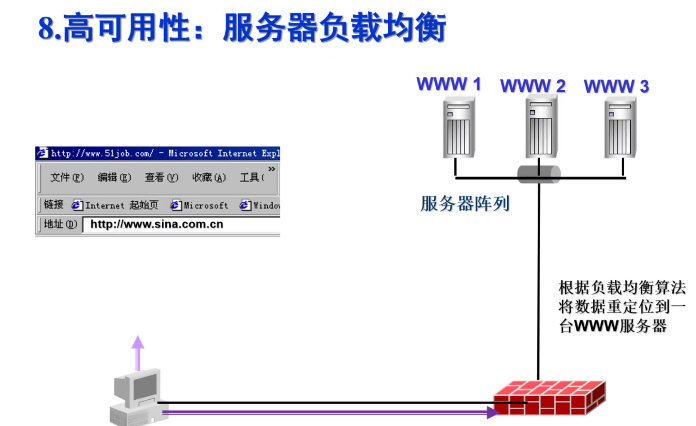 8.高可用性：服务器负载均衡
WWW 1 WWW 2 WWW 3
http://www.51job.com/ - Microsoft Internet Expl
文件(F) 编辑(E) 查看(V) 收藏(A) 工具( »
链接 Internet 起始页 Microsoft Window
地址(D) http://www.sina.com.cn
服务器阵列
根据负载均衡算法
将数据重定位到一
台WWW服务器